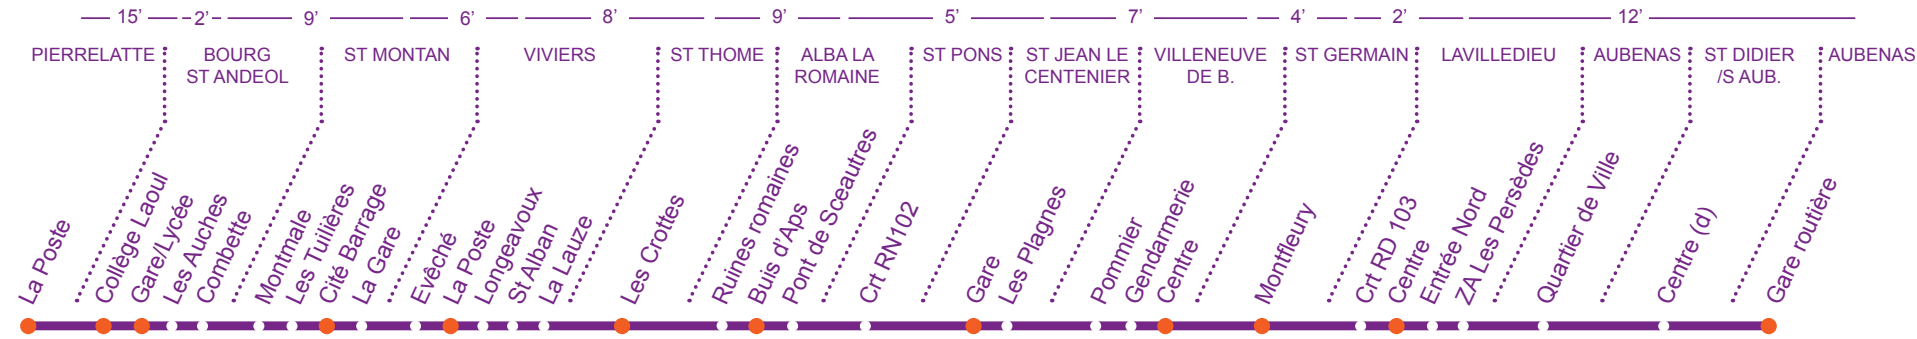 15’ 2’ 9’ 6’ 8’ 9’ 5’ 7’ 4’ 2’ 12’
PIERRELATTE
BOURG
ST ANDEOL
ST MONTAN
VIVIERS
ST THOME
ALBA LA
ROMAINE
ST PONS
ST JEAN LE
CENTENIER
VILLENEUVE
DE B.
ST GERMAIN
LAVILLEDIEU
AUBENAS
ST DIDIER
/S AUB.
AUBENAS
La Poste
Collège Laoul
Gare/Lycée
Les Auches
Combette
Montmale
Les Tuilières
Cité Barrage
La Gare
Evéché
La Poste
Longeavoux
St Alban
La Lauze
Les Crottes
Ruines romaines
Buis d’Aps
Pont de Sceautres
Crt RN102
Gare
Les Plagnes
Pommier
Gendarmerie
Centre
Montfleury
Crt RD 103
Centre
Entrée Nord
ZA Les Persèdes
Quartier de Ville
Centre (d)
Gare routière